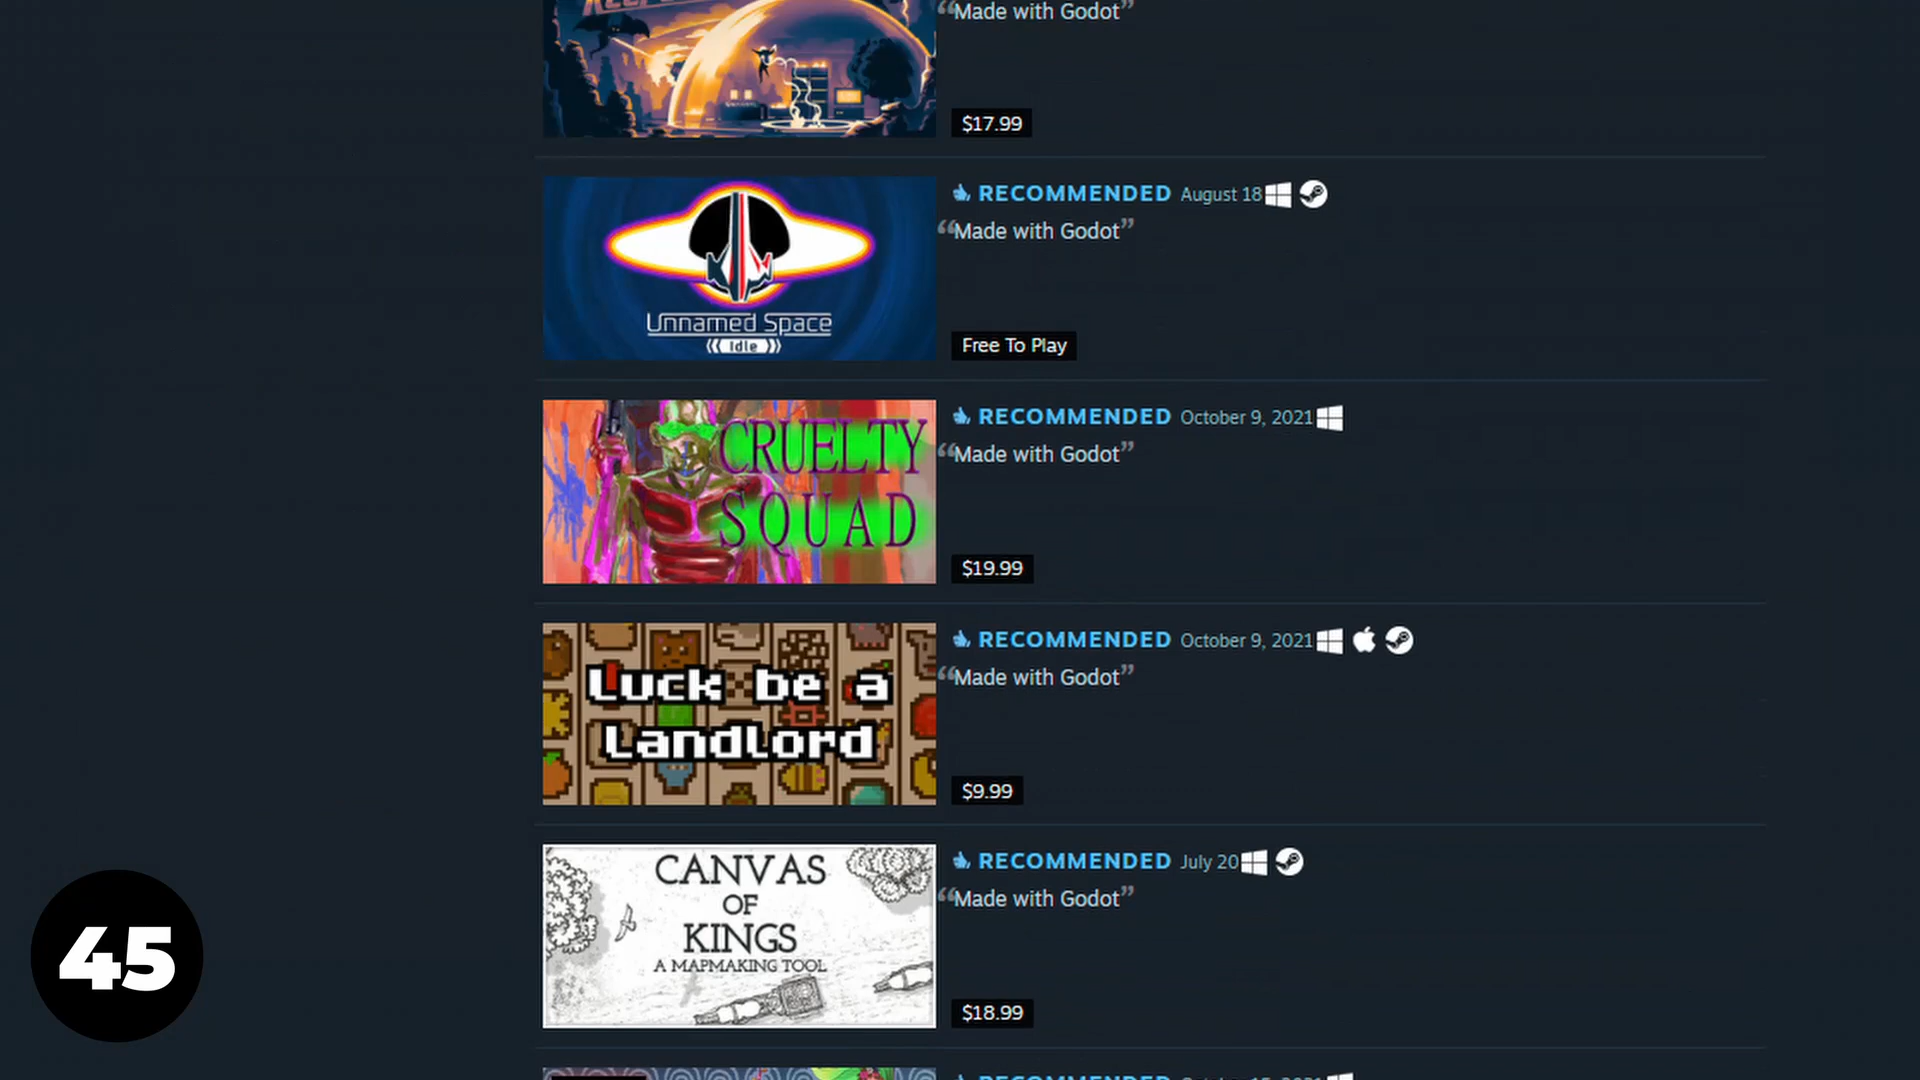 “Made with Godot”
$17.99
RECOMMENDED August 18
“Made with Godot”
Unnamed Space
Idle
Free To Play
RECOMMENDED October 9, 2021
“Made with Godot”
CRUELTY
SQUAD
$19.99
RECOMMENDED October 9, 2021
“Made with Godot”
Luck be a
Landlord
$9.99
RECOMMENDED July 20
“Made with Godot”
CANVAS
OF
KINGS
A MAPMAKING TOOL
$18.99
45
RECOMMENDED